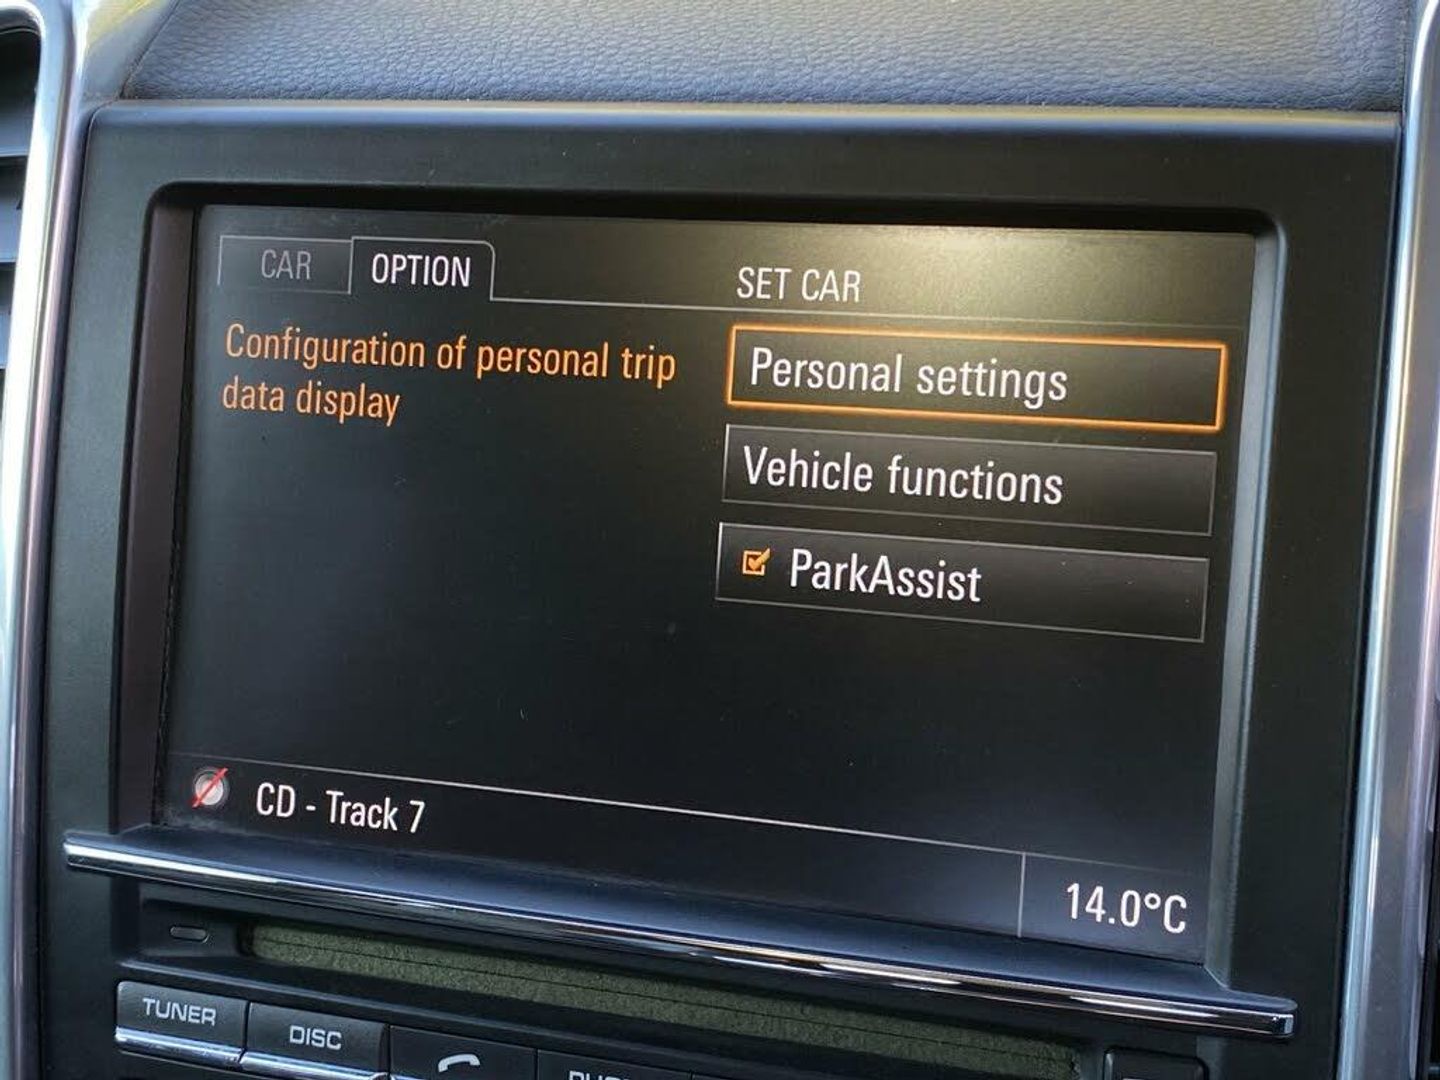 CAR
OPTION
SET CAR
Configuration of personal trip
data display
Personal settings
Vehicle functions
ParkAssist
CD - Track 7
14.0°C
TUNER
DISC